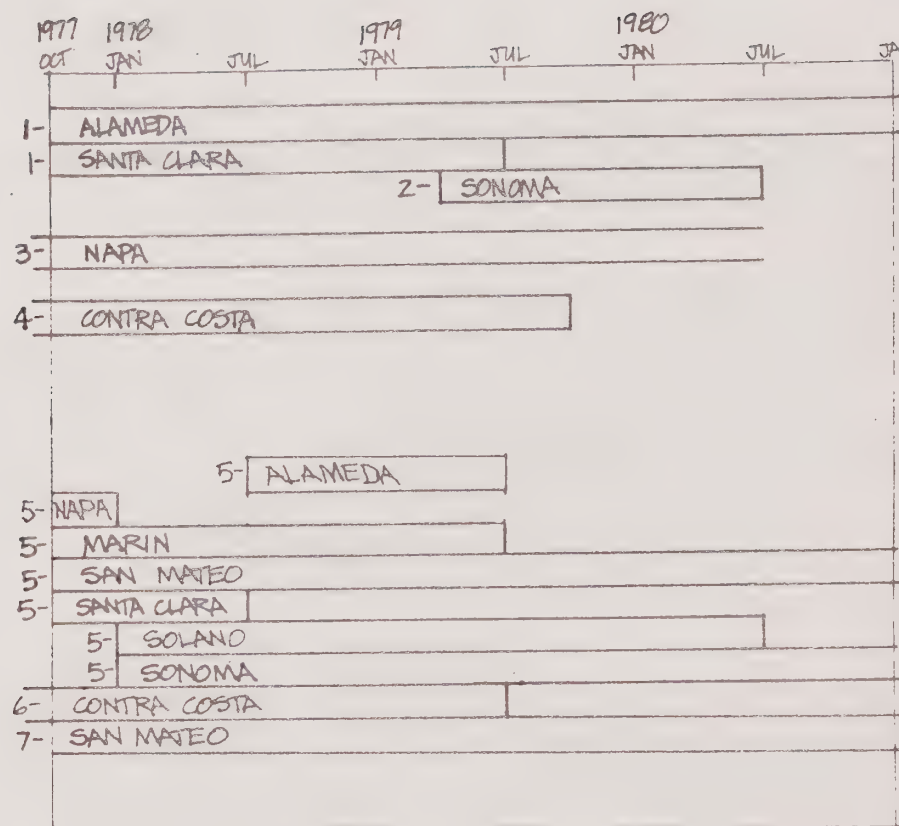 1977 1978 1979 1980
OCT JAN JUL JAN JUL JAN JUL JA
1- ALAMEDA
1- SANTA CLARA
2- SONOMA
3- NAPA
4- CONTRA COSTA
5- ALAMEDA
5- NAPA
5- MARIN
5- SAN MATEO
5- SANTA CLARA
5- SOLANO
5- SONOMA
6- CONTRA COSTA
7- SAN MATEO